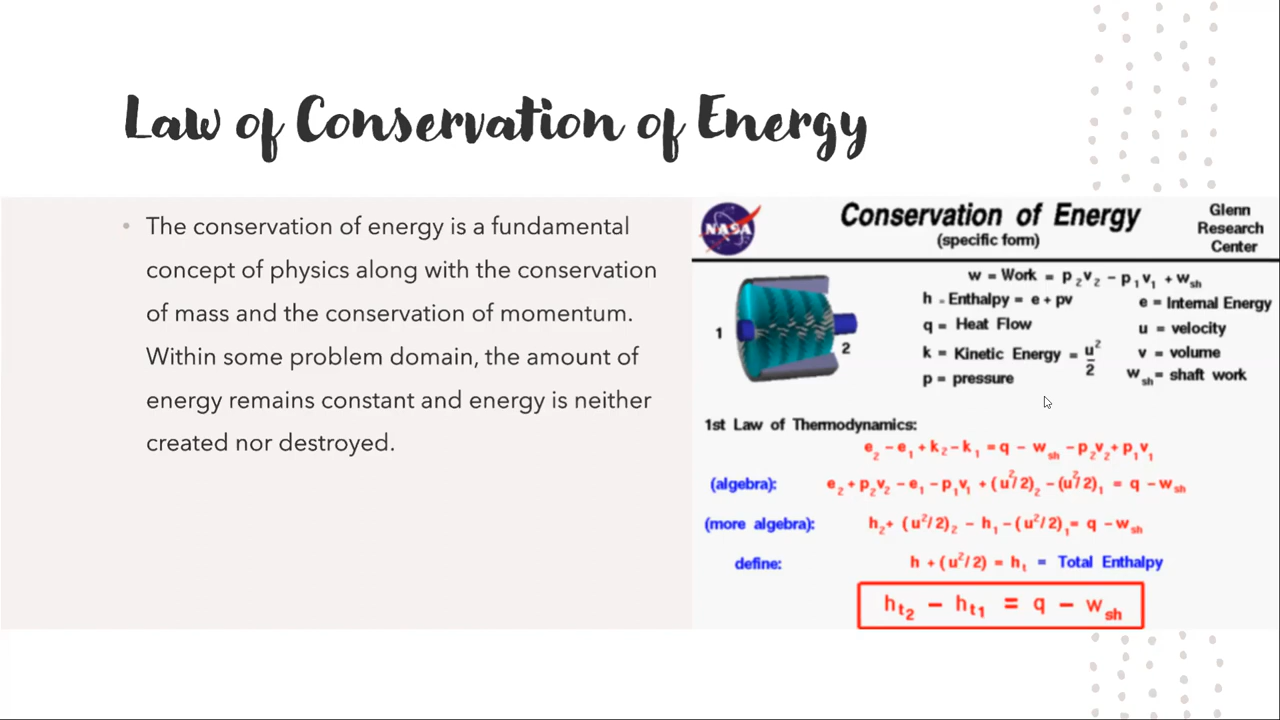 Law of Conservation of Energy
• The conservation of energy is a fundamental
concept of physics along with the conservation
of mass and the conservation of momentum.
Within some problem domain, the amount of
energy remains constant and energy is neither
created nor destroyed.
NASA
Conservation of Energy
(specific form)
Glenn
Research
Center
1
2
w = Work = p₂v₂ - p₁v₁ + wₛₕ
h - Enthalpy = e + pv
e = Internal Energy
q = Heat Flow
u = velocity
k = Kinetic Energy = u²/2
v = volume
p = pressure
wₛₕ = shaft work
1st Law of Thermodynamics:
e₂ - e₁ + k₂ - k₁ = q - wₛₕ - p₂v₂ + p₁v₁
(algebra): e₂ + p₂v₂ - e₁ - p₁v₁ + (u²/2)₂ - (u²/2)₁ = q - wₛₕ
(more algebra): h₂ + (u²/2)₂ - h₁ - (u²/2)₁ = q - wₛₕ
define: h + (u²/2) = hₜ = Total Enthalpy
hₜ₂ - hₜ₁ = q - wₛₕ